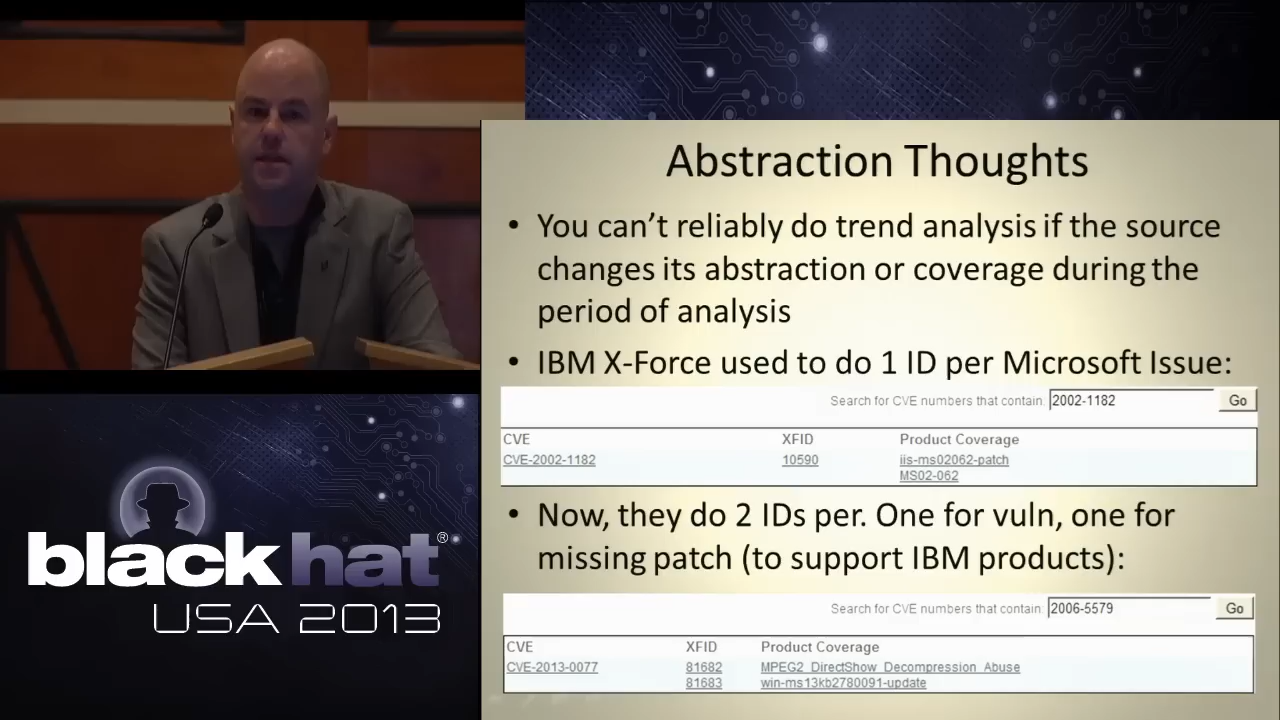 Abstraction Thoughts
• You can't reliably do trend analysis if the source
changes its abstraction or coverage during the
period of analysis
• IBM X-Force used to do 1 ID per Microsoft Issue:
Search for CVE numbers that contain: 2002-1182 Go
CVE XFID Product Coverage
CVE-2002-1182 10590 iis-ms02062-patch
MS02-062
• Now, they do 2 IDs per. One for vuln, one for
missing patch (to support IBM products):
Search for CVE numbers that contain: 2006-5579 Go
CVE XFID Product Coverage
CVE-2013-0077 81682 MPEG2_DirectShow_Decompression_Abuse
81683 win-ms13kb2780091-update
blackhat®
USA 2013